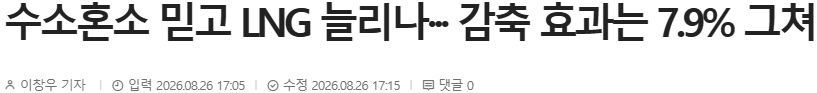 수소혼소 믿고 LNG 늘리나… 감축 효과는 7.9% 그쳐
이창우 기자 | 입력 2026.08.26 17:05 | 수정 2026.08.26 17:15 | 댓글 0